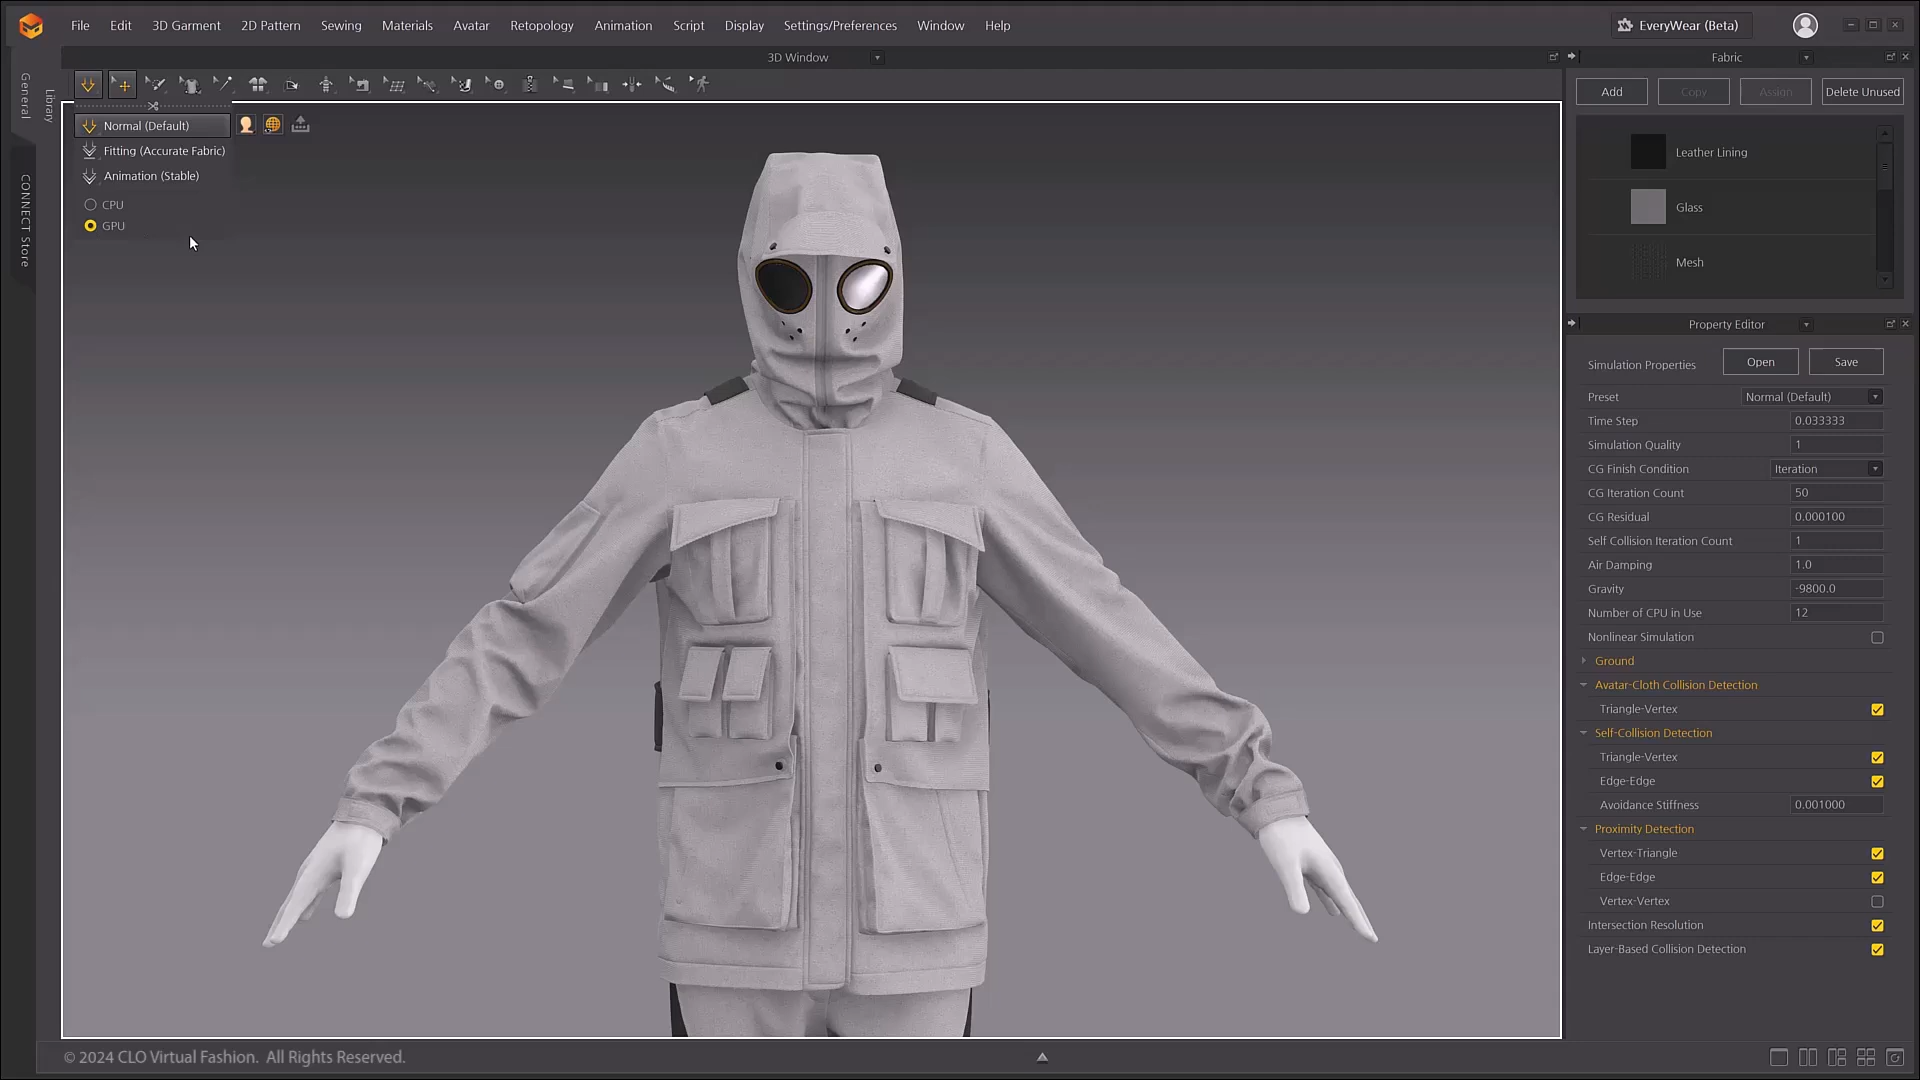 File Edit 3D Garment 2D Pattern Sewing Materials Avatar Retopology Animation Script Display Settings/Preferences Window Help
EveryWear (Beta)
3D Window
General
Library
CONNECT Store
Normal (Default)
Fitting (Accurate Fabric)
Animation (Stable)
CPU
GPU
Fabric
Add Copy Assign Delete Unused
Leather Lining
Glass
Mesh
Property Editor
Simulation Properties Open Save
Preset Normal (Default)
Time Step 0.033333
Simulation Quality 1
CG Finish Condition Iteration
CG Iteration Count 50
CG Residual 0.000100
Self Collision Iteration Count 1
Air Damping 1.0
Gravity -9800.0
Number of CPU in Use 12
Nonlinear Simulation
Ground
Avatar-Cloth Collision Detection
Triangle-Vertex
Self-Collision Detection
Triangle-Vertex
Edge-Edge
Avoidance Stiffness 0.001000
Proximity Detection
Vertex-Triangle
Edge-Edge
Vertex-Vertex
Intersection Resolution
Layer-Based Collision Detection
© 2024 CLO Virtual Fashion. All Rights Reserved.